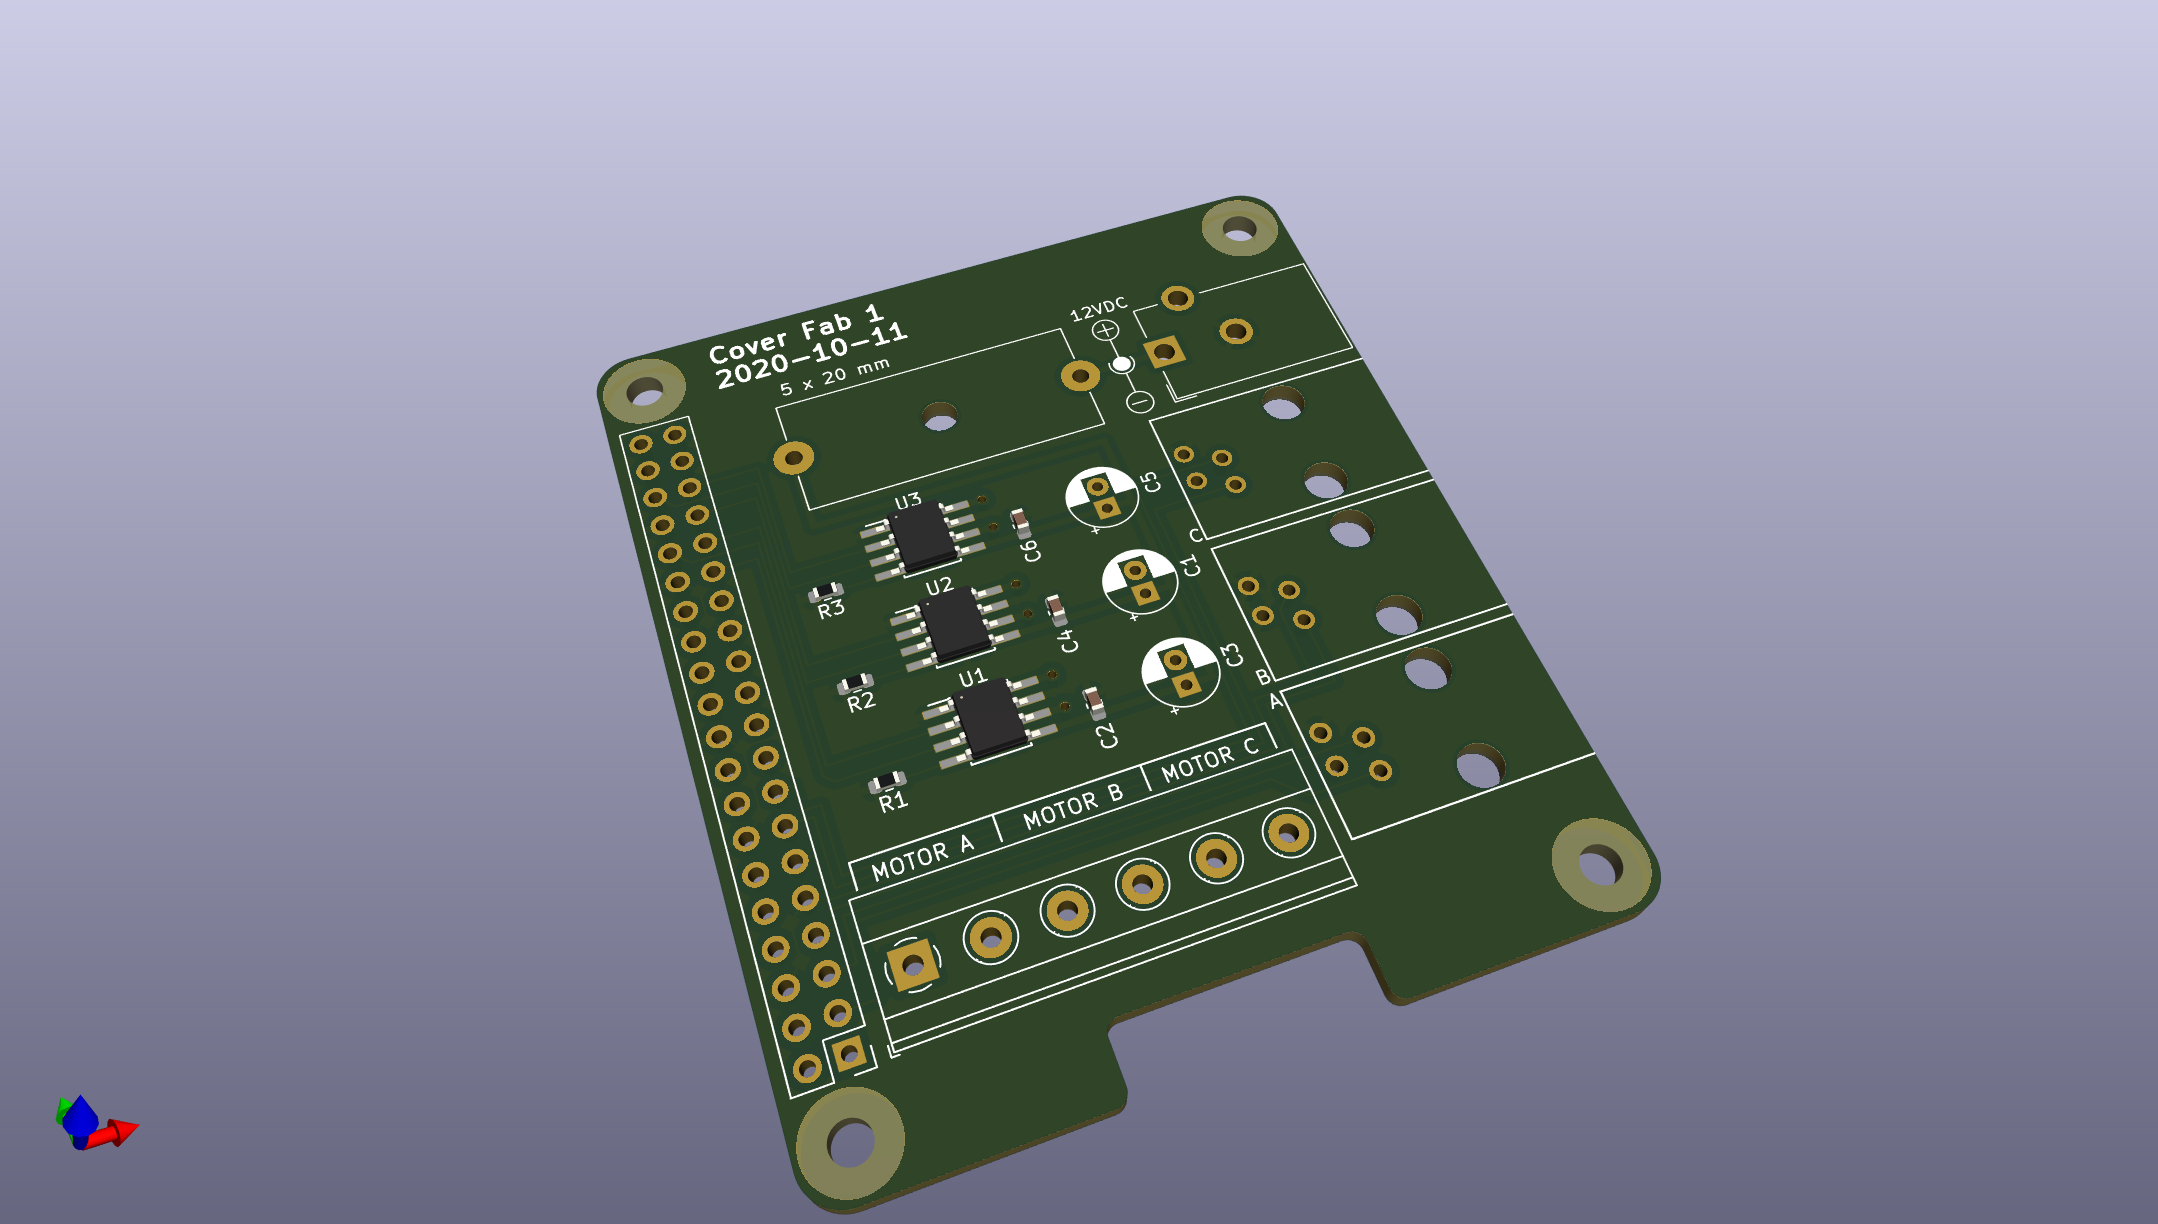 Cover Fab 1
2020-10-11
5 x 20 mm
12VDC
+
−
U3
C6
C5
R3
U2
C4
C1
R2
U1
C2
C3
R1
C
B
A
+
+
+
MOTOR A
MOTOR B
MOTOR C